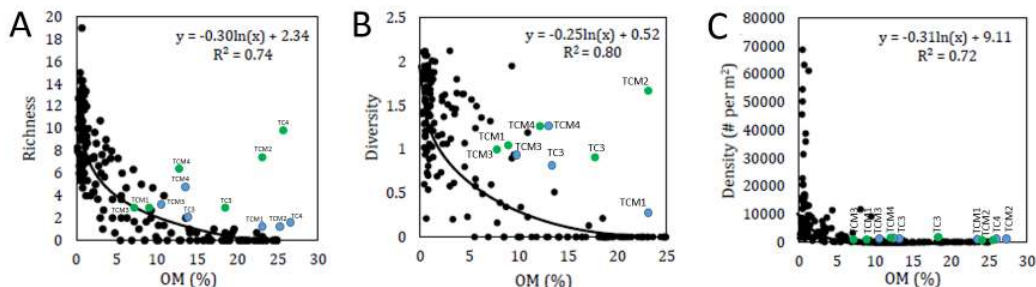 A
y = -0.30ln(x) + 2.34
R² = 0.74
Richness
20
18
16
14
12
10
8
6
4
2
0
TC4
TCM2
TCM4
TCM4
TCM3
TCM1
TCM3
TC3
TC3
TCM1
TCM2
TC4
0 5 10 15 20 25 30
OM (%)
B
y = -0.25ln(x) + 0.52
R² = 0.80
Diversity
2.5
2
1.5
1
0.5
0
TCM2
TCM4
TCM4
TCM1
TCM3
TCM3
TC3
TC3
TCM1
0 5 10 15 20 25
OM (%)
C
y = -0.31ln(x) + 9.11
R² = 0.72
Density (# per m²)
80000
70000
60000
50000
40000
30000
20000
10000
0
TCM3
TCM1
TCM3
TCM4
TC3
TC3
TCM1
TCM2
TC4
TCM2
0 5 10 15 20 25 30
OM (%)